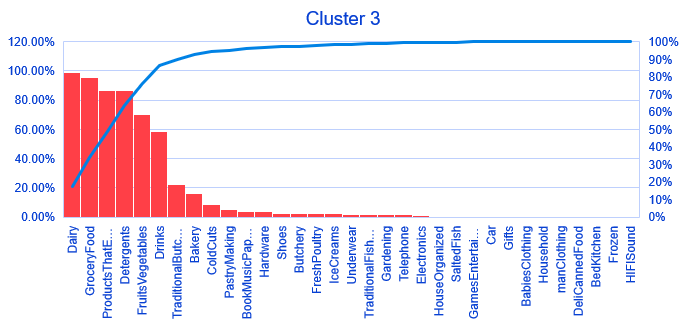 Cluster 3
120.00%
100.00%
80.00%
60.00%
40.00%
20.00%
0.00%
100%
90%
80%
70%
60%
50%
40%
30%
20%
10%
0%
Dairy
GroceryFood
ProductsThatE…
Detergents
FruitsVegetables
Drinks
TraditionalButc…
Bakery
ColdCuts
PastryMaking
BookMusicPap…
Hardware
Shoes
Butchery
FreshPoultry
IceCreams
Underwear
TraditionalFish…
Gardening
Telephone
Electronics
HouseOrganized
SaltedFish
GamesEntertai…
Car
Gifts
BabiesClothing
Household
manClothing
DeliCannedFood
BedKitchen
Frozen
HIFISound